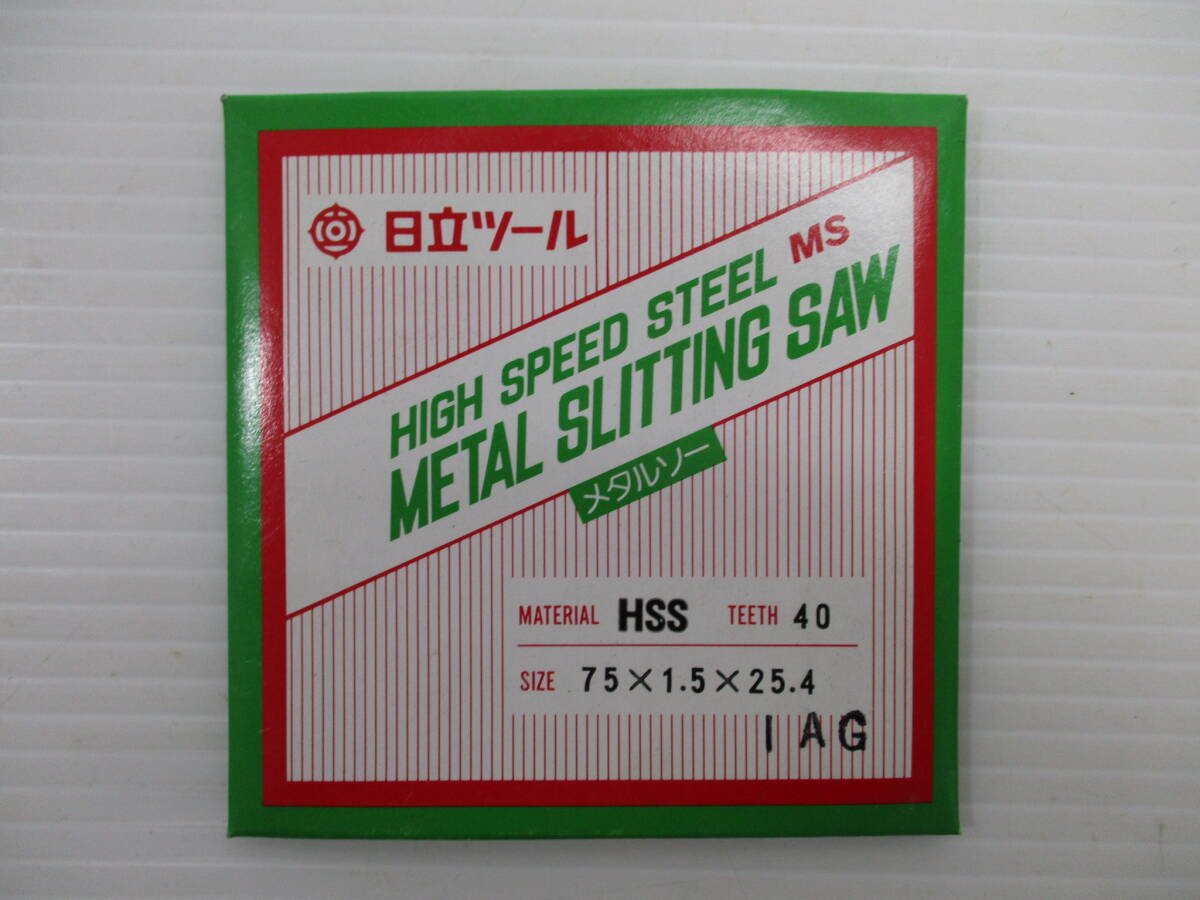 日立ツール
HIGH SPEED STEEL MS
METAL SLITTING SAW
メタルソー
MATERIAL HSS TEETH 40
SIZE 75×1.5×25.4
1AG